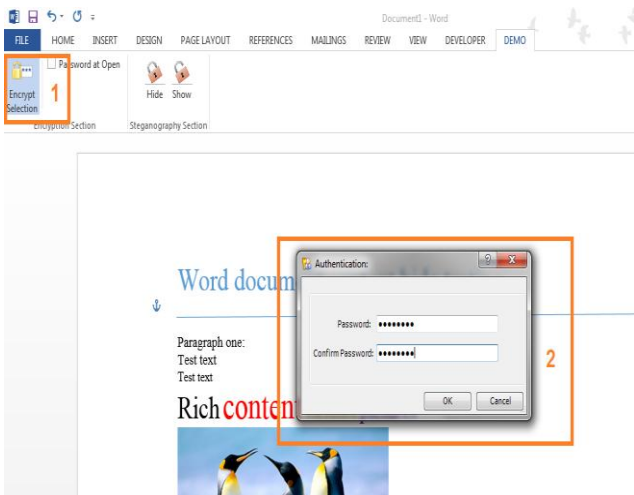 Document1 - Word
FILE HOME INSERT DESIGN PAGE LAYOUT REFERENCES MAILINGS REVIEW VIEW DEVELOPER DEMO
Password at Open
Encrypt
Selection
Hide Show
1
Encryption Section Steganography Section
Authentication:
Word docum
Password:
Confirm Password:
2
OK Cancel
Paragraph one:
Test text
Test text
Rich conten